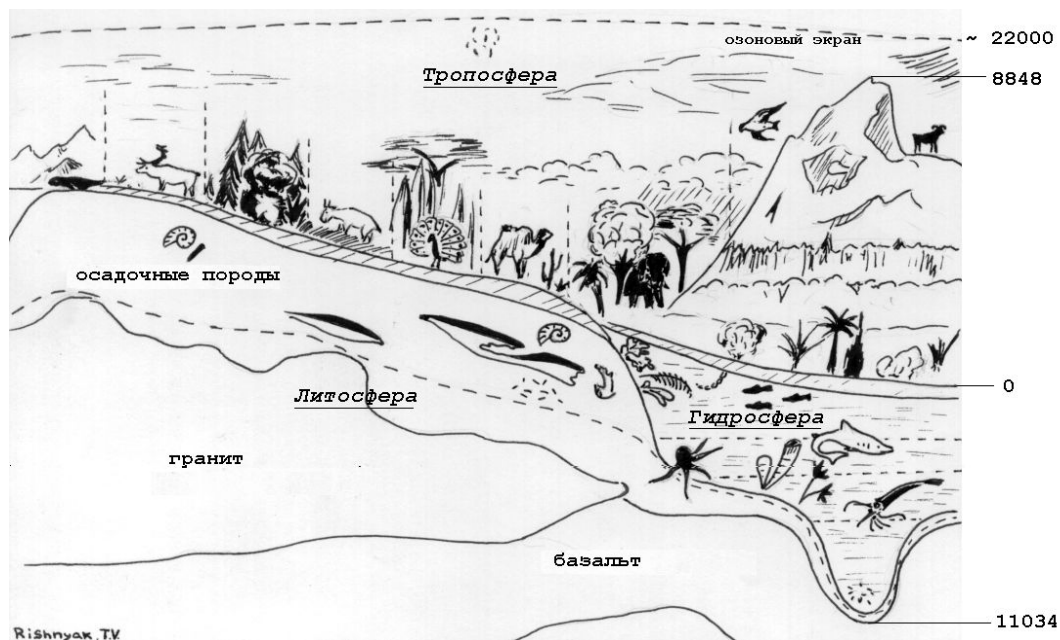 озоновый экран
~ 22000
Тропосфера
8848
осадочные породы
Литосфера
0
Гидросфера
гранит
базальт
11034
Rishnyak.T.V.